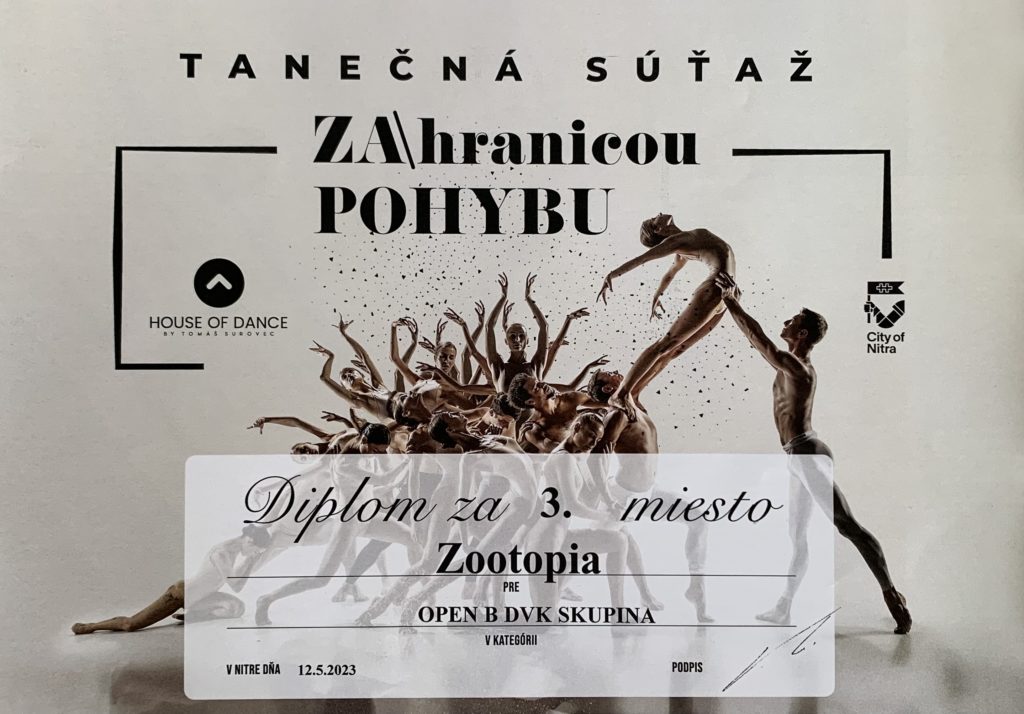 TANEČNÁ SÚŤAŽ
ZA\hranicou
POHYBU
HOUSE OF DANCE
BY TOMÁŠ SUROVEC
City of
Nitra
Diplom za 3. miesto
Zootopia
PRE
OPEN B DVK SKUPINA
V KATEGÓRII
V NITRE DŇA 12.5.2023 PODPIS